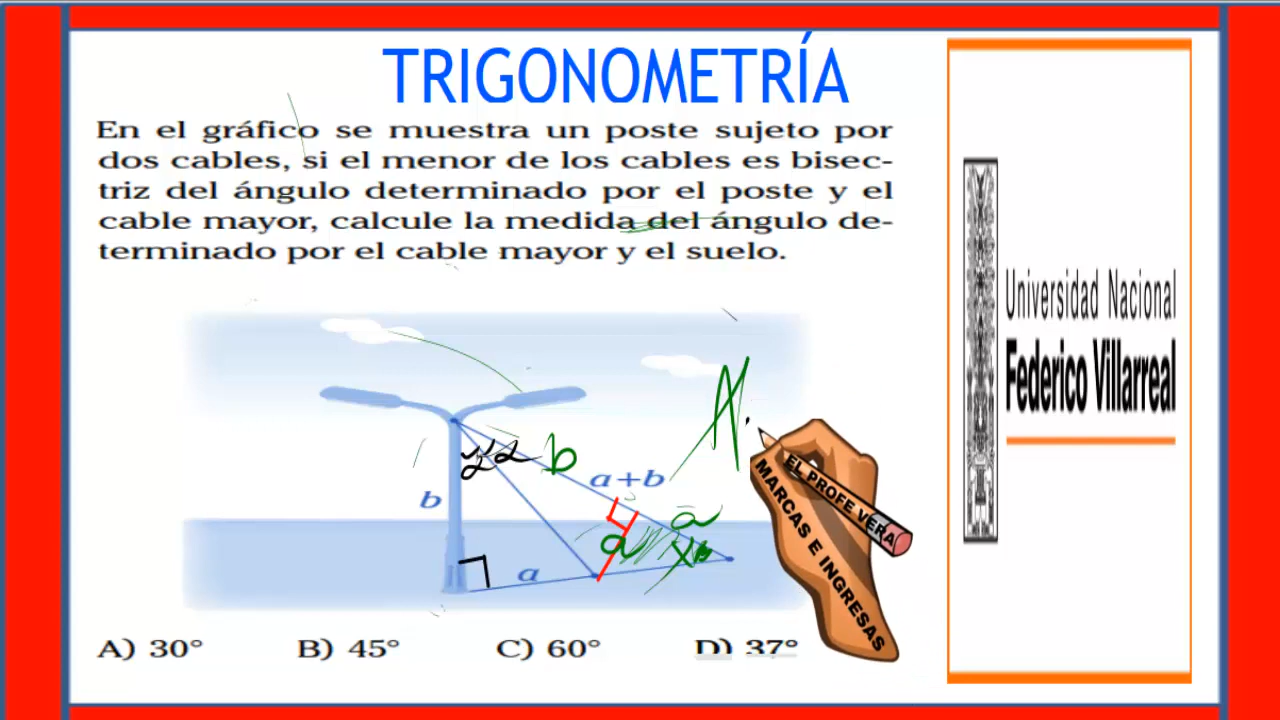 TRIGONOMETRÍA
En el gráfico se muestra un poste sujeto por
dos cables, si el menor de los cables es bisec-
triz del ángulo determinado por el poste y el
cable mayor, calcule la medida del ángulo de-
terminado por el cable mayor y el suelo.
b
a+b
b
a
a
a
x
α
α
A) 30°
B) 45°
C) 60°
D) 37°
EL PROFE VERA
MARCAS E INGRESAS
Universidad Nacional
Federico Villarreal